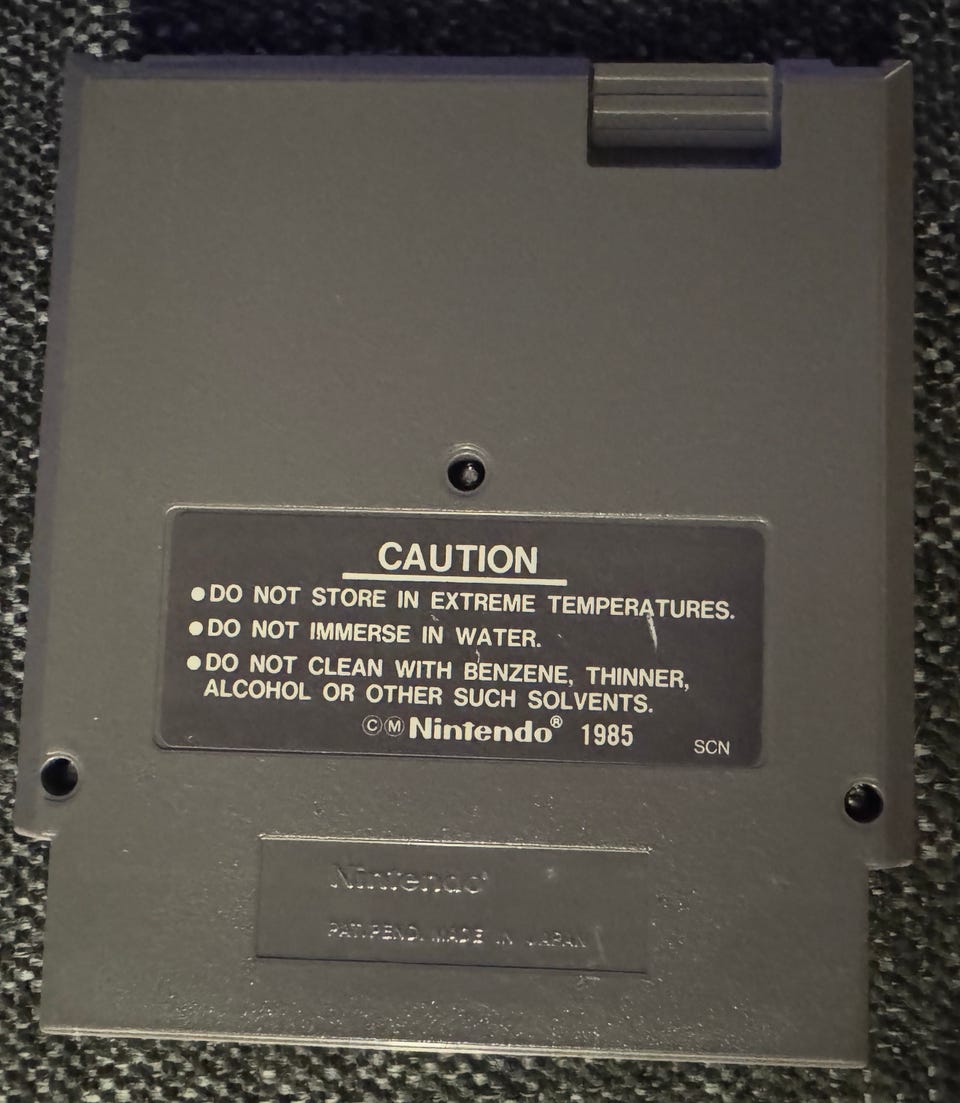 CAUTION
●DO NOT STORE IN EXTREME TEMPERATURES.
●DO NOT IMMERSE IN WATER.
●DO NOT CLEAN WITH BENZENE, THINNER,
ALCOHOL OR OTHER SUCH SOLVENTS.
ⒸⓂ Nintendo® 1985
SCN
Nintendo®
PAT. PEND. MADE IN JAPAN